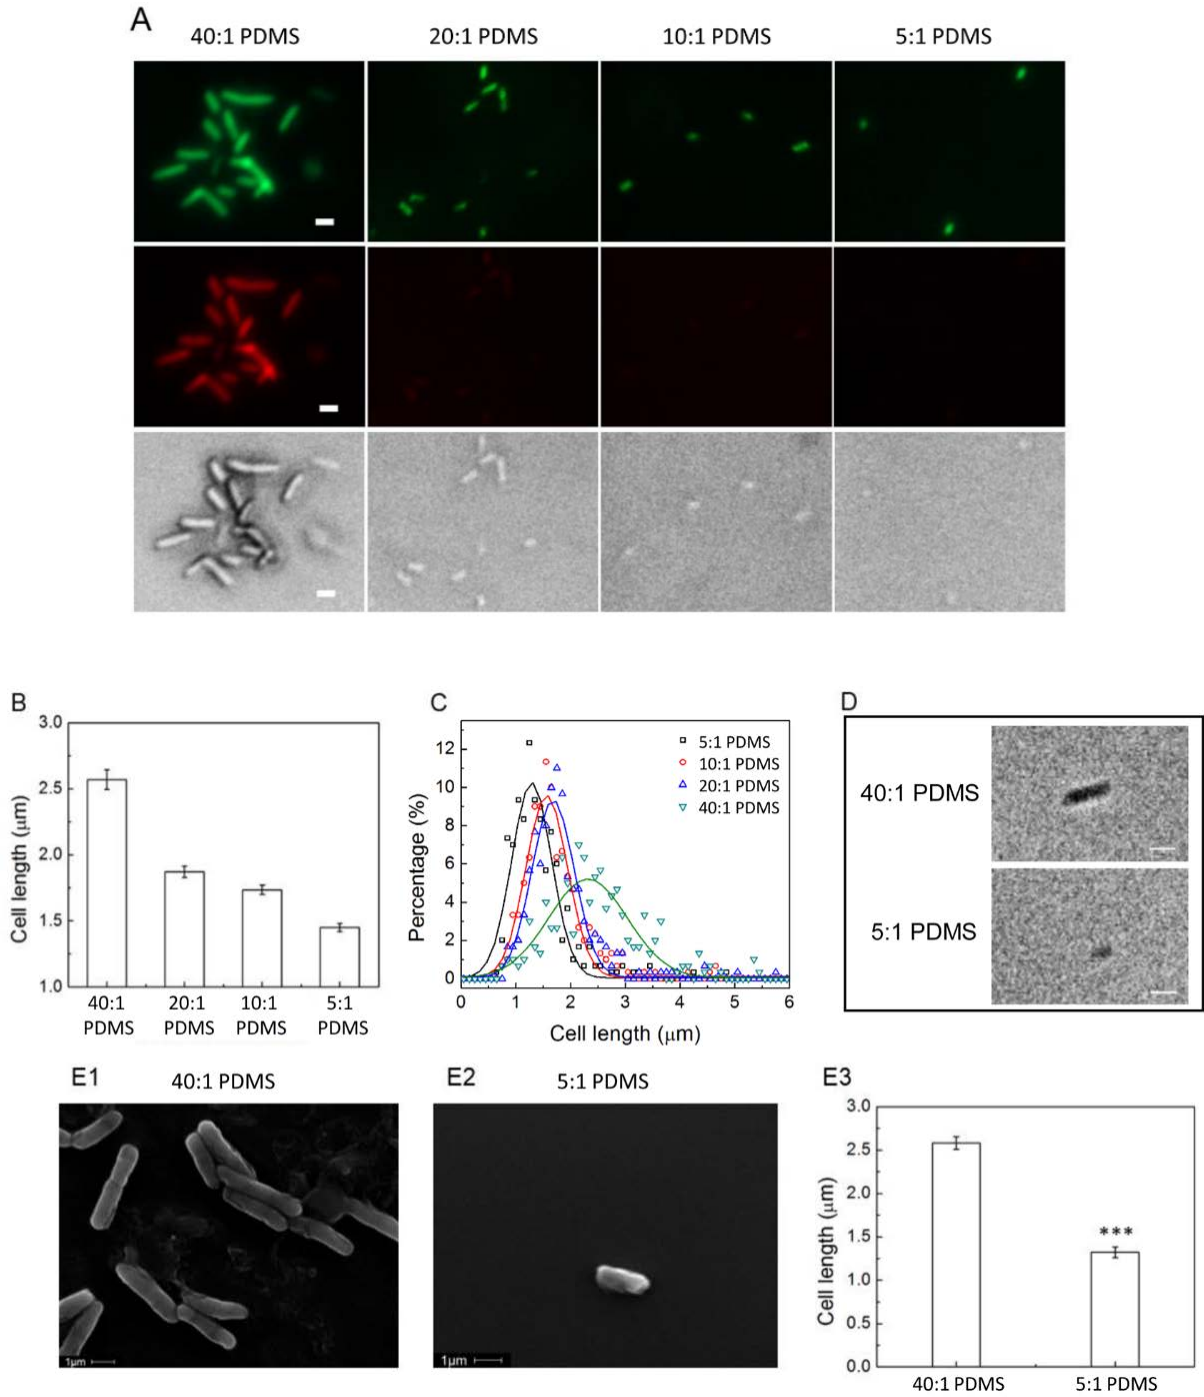 A
40:1 PDMS 20:1 PDMS 10:1 PDMS 5:1 PDMS
B
Cell length (μm)
3.0
2.5
2.0
1.5
1.0
40:1 PDMS
20:1 PDMS
10:1 PDMS
5:1 PDMS
C
Percentage (%)
12
10
8
6
4
2
0
5:1 PDMS
10:1 PDMS
20:1 PDMS
40:1 PDMS
0 1 2 3 4 5 6
Cell length (μm)
D
40:1 PDMS
5:1 PDMS
E1 40:1 PDMS
1μm
E2 5:1 PDMS
1μm
E3
Cell length (μm)
3.0
2.5
2.0
1.5
1.0
0.5
0.0
***
40:1 PDMS 5:1 PDMS